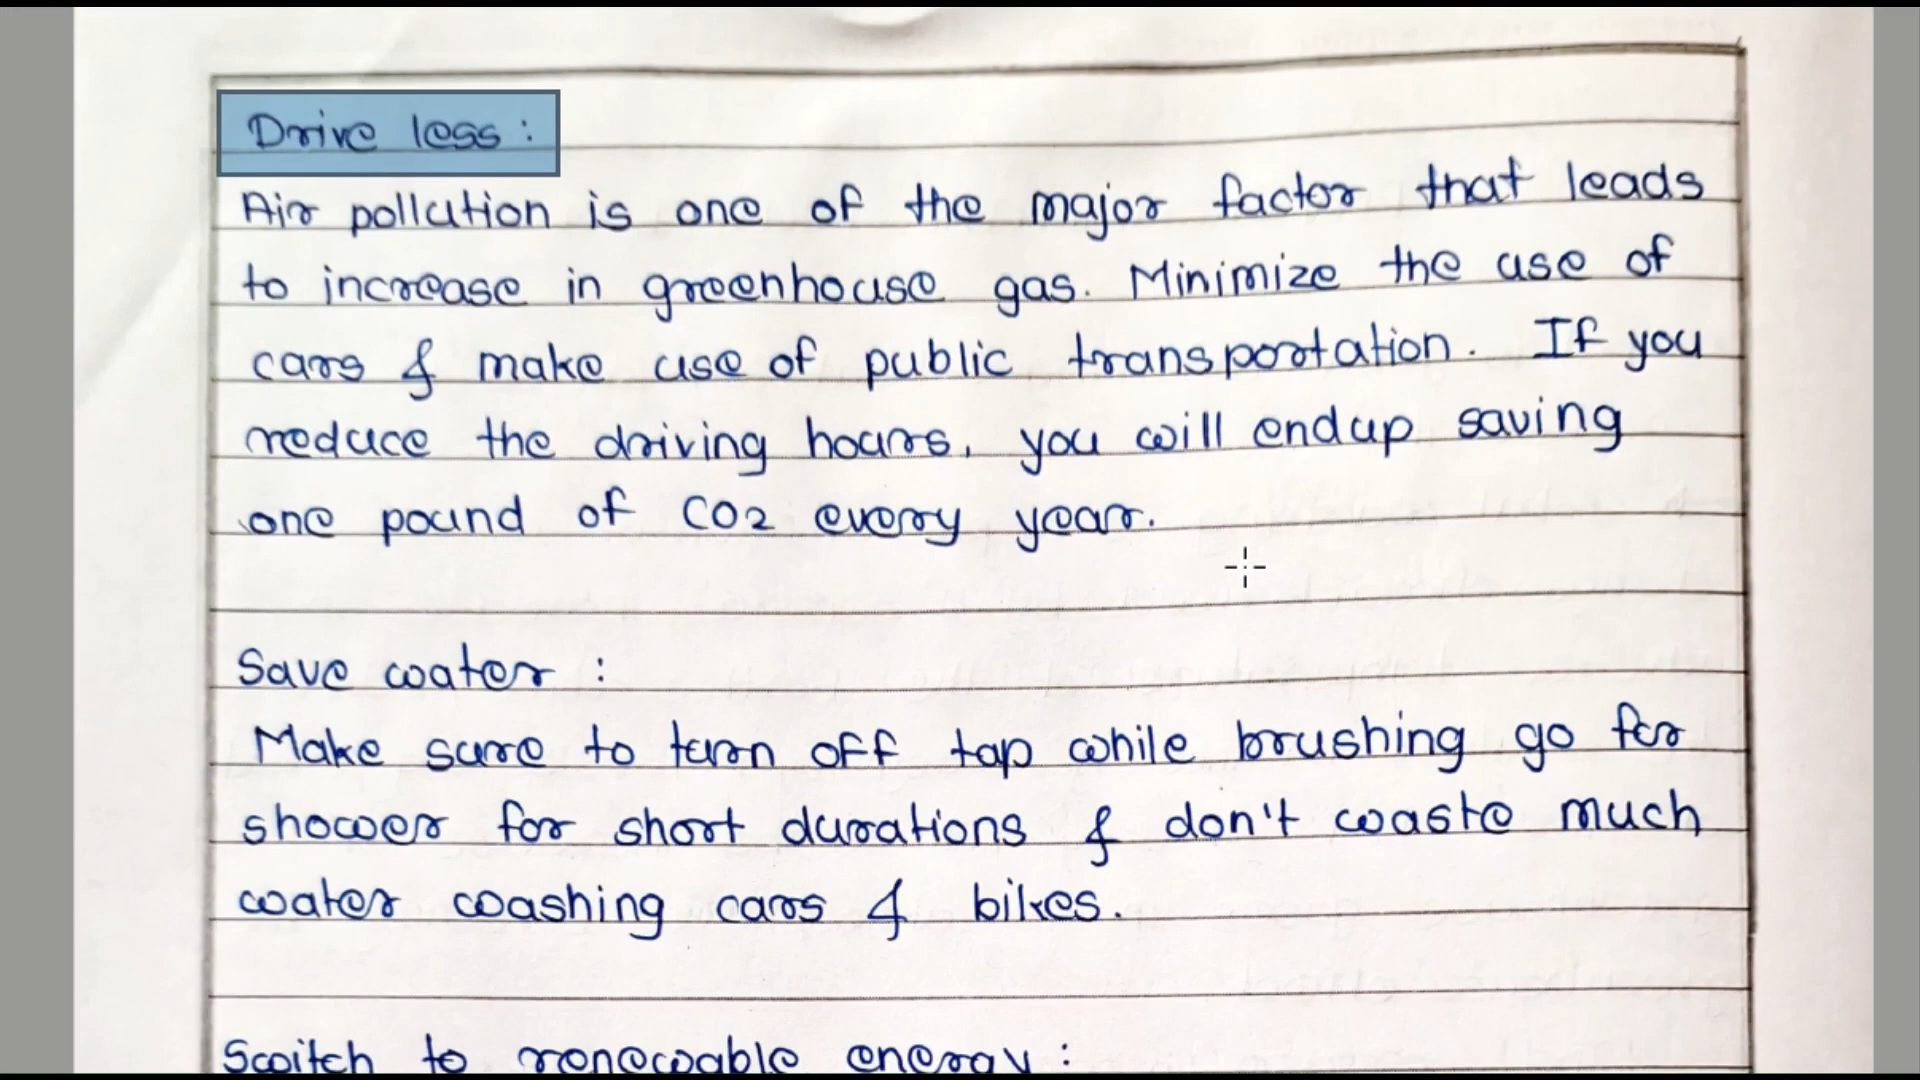 Drive less :
Air pollution is one of the major factor that leads
to increase in greenhouse gas. Minimize the use of
cars & make use of public transportation. If you
reduce the driving hours, you will endup saving
one pound of CO2 every year.
Save water :
Make sure to turn off tap while brushing go for
shower for short durations & don't waste much
water washing cars & bikes.
Switch to renewable energy :